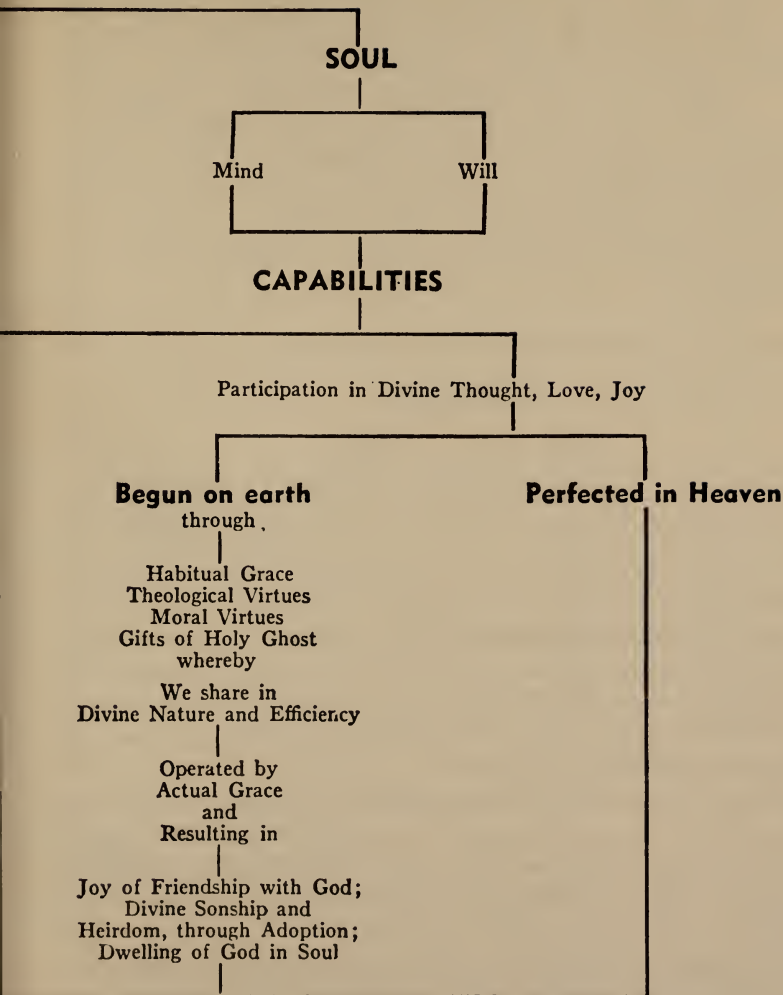 SOUL
Mind Will
CAPABILITIES
Participation in Divine Thought, Love, Joy
Begun on earth Perfected in Heaven
through
Habitual Grace
Theological Virtues
Moral Virtues
Gifts of Holy Ghost
whereby
We share in
Divine Nature and Efficiency
Operated by
Actual Grace
and
Resulting in
Joy of Friendship with God;
Divine Sonship and
Heirdom, through Adoption;
Dwelling of God in Soul